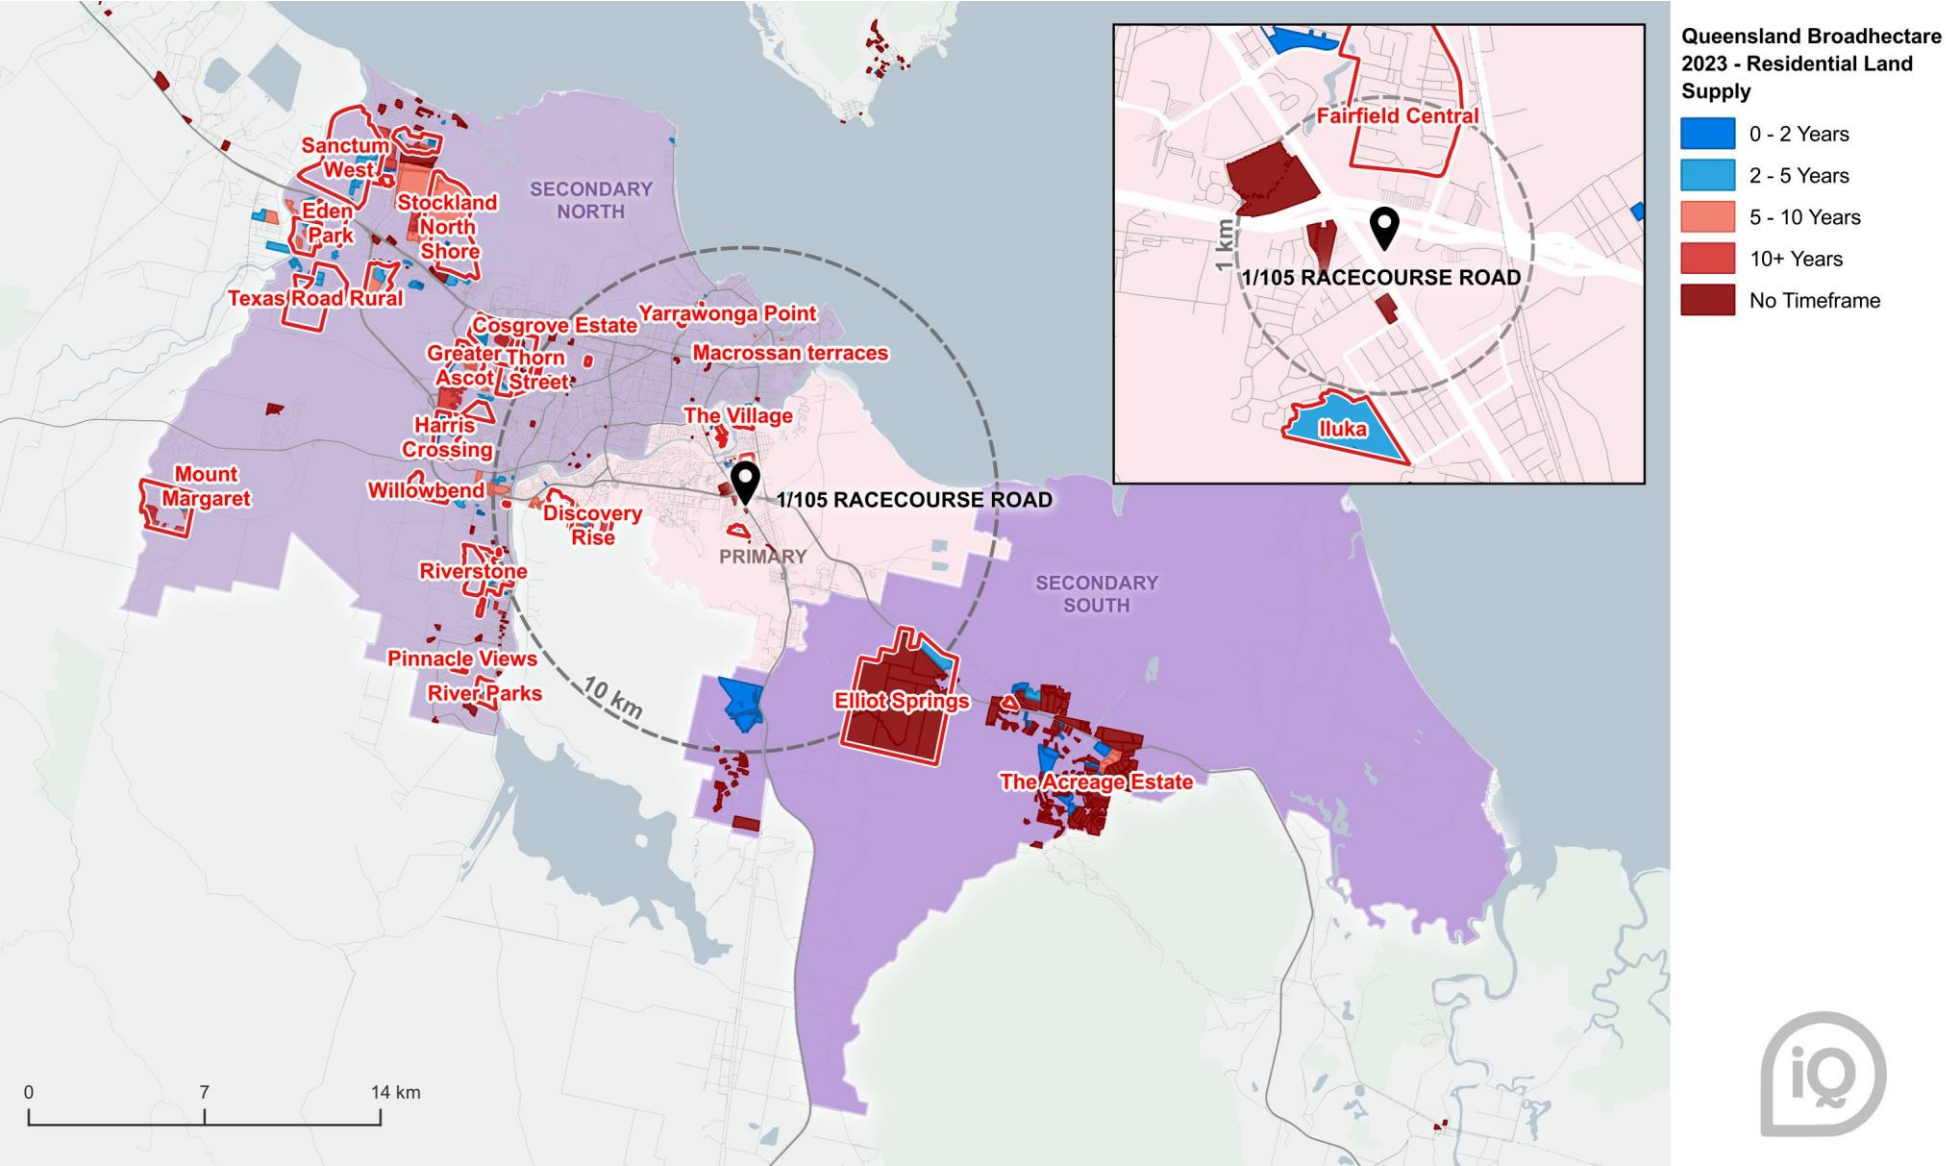 Queensland Broadhectare
2023 - Residential Land
Supply
0 - 2 Years
2 - 5 Years
5 - 10 Years
10+ Years
No Timeframe
Fairfield Central
1 km
1/105 RACECOURSE ROAD
Iluka
Sanctum
West
SECONDARY
NORTH
Stockland
North
Shore
Eden
Park
Texas Road Rural
Cosgrove Estate
Yarrawonga Point
Greater
Ascot
Thorn
Street
Macrossan terraces
The Village
Harris
Crossing
Mount
Margaret
Willowbend
1/105 RACECOURSE ROAD
Discovery
Rise
PRIMARY
Riverstone
SECONDARY
SOUTH
Pinnacle Views
River Parks
10 km
Elliot Springs
The Acreage Estate
0 7 14 km
iQ